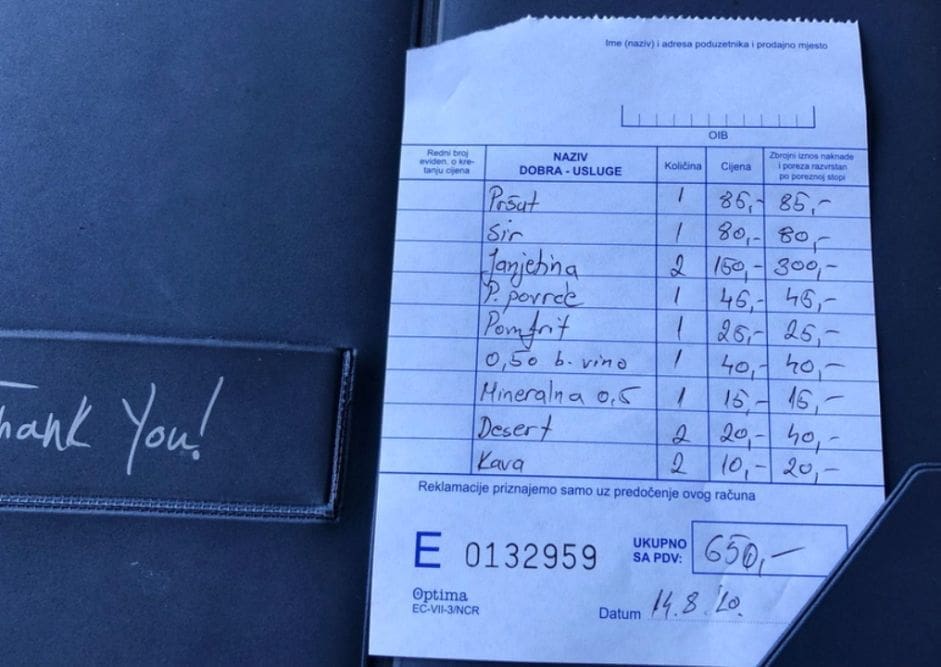 Ime (naziv) i adresa poduzetnika i prodajno mjesto
OIB
Redni broj eviden. o kre- tanju cijena NAZIV DOBRA - USLUGE Količina Cijena Zbrojni iznos naknade i poreza razvrstan po poreznoj stopi
Pršut 1 85,- 85,-
Sir 1 80,- 80,-
Janjetina 2 150,- 300,-
P. povrće 1 45,- 45,-
Pomfrit 1 25,- 25,-
0,50 b. vino 1 40,- 40,-
Mineralna 0,5 1 15,- 15,-
Desert 2 20,- 40,-
Kava 2 10,- 20,-
Reklamacije priznajemo samo uz predočenje ovog računa
E 0132959 UKUPNO SA PDV: 650,-
Optima
EC-VII-3/NCR
Datum 14.8.20.
Thank You!